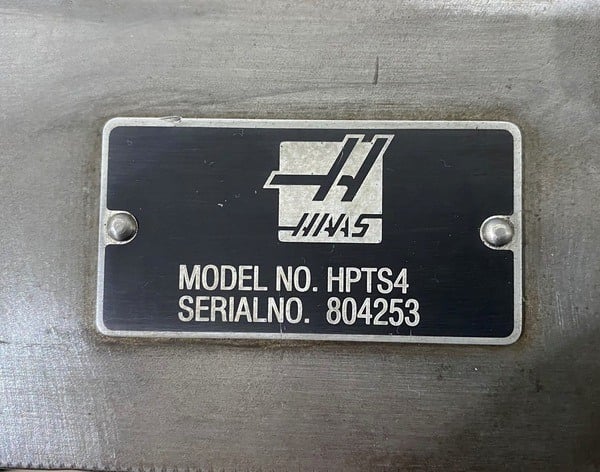 H
HAAS
MODEL NO. HPTS4
SERIALNO. 804253